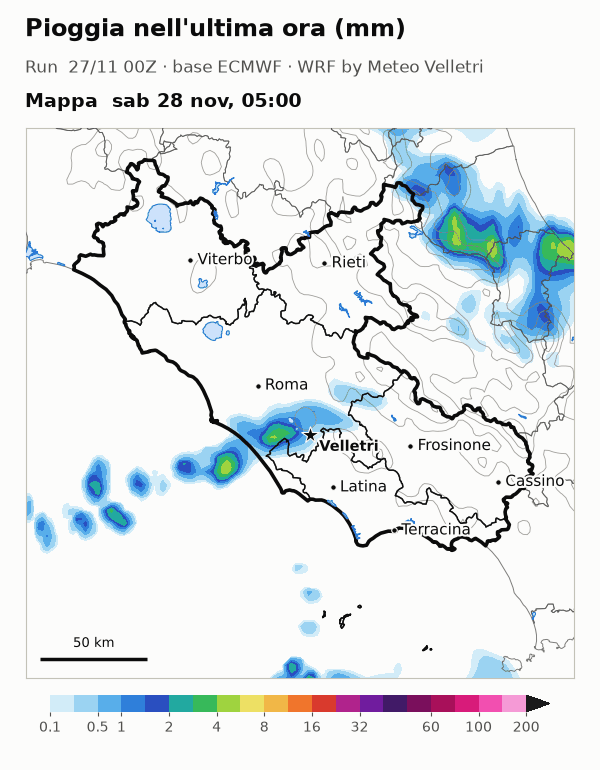 Pioggia nell'ultima ora (mm)
Run 27/11 00Z · base ECMWF · WRF by Meteo Velletri
Mappa sab 28 nov, 05:00
Viterbo
Rieti
Roma
Velletri
Frosinone
Latina
Cassino
Terracina
50 km
0.1 0.5 1 2 4 8 16 32 60 100 200